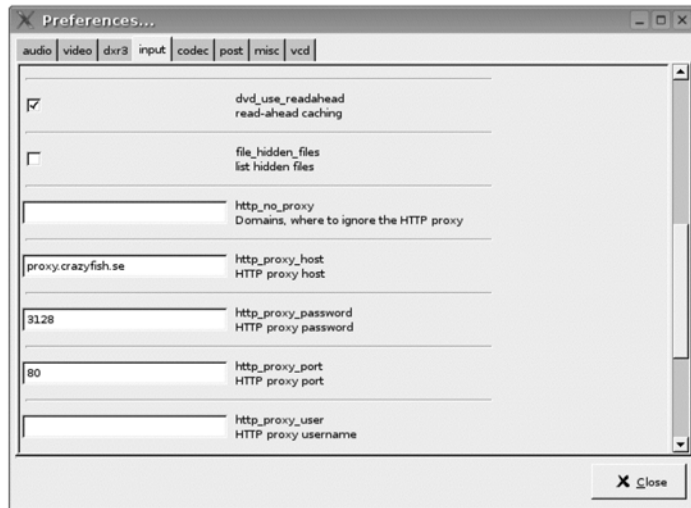 Preferences...
audio video dxr3 input codec post misc vcd
dvd_use_readahead
read-ahead caching
file_hidden_files
list hidden files
http_no_proxy
Domains, where to ignore the HTTP proxy
proxy.crazyfish.se
http_proxy_host
HTTP proxy host
3128
http_proxy_password
HTTP proxy password
80
http_proxy_port
HTTP proxy port
http_proxy_user
HTTP proxy username
Close